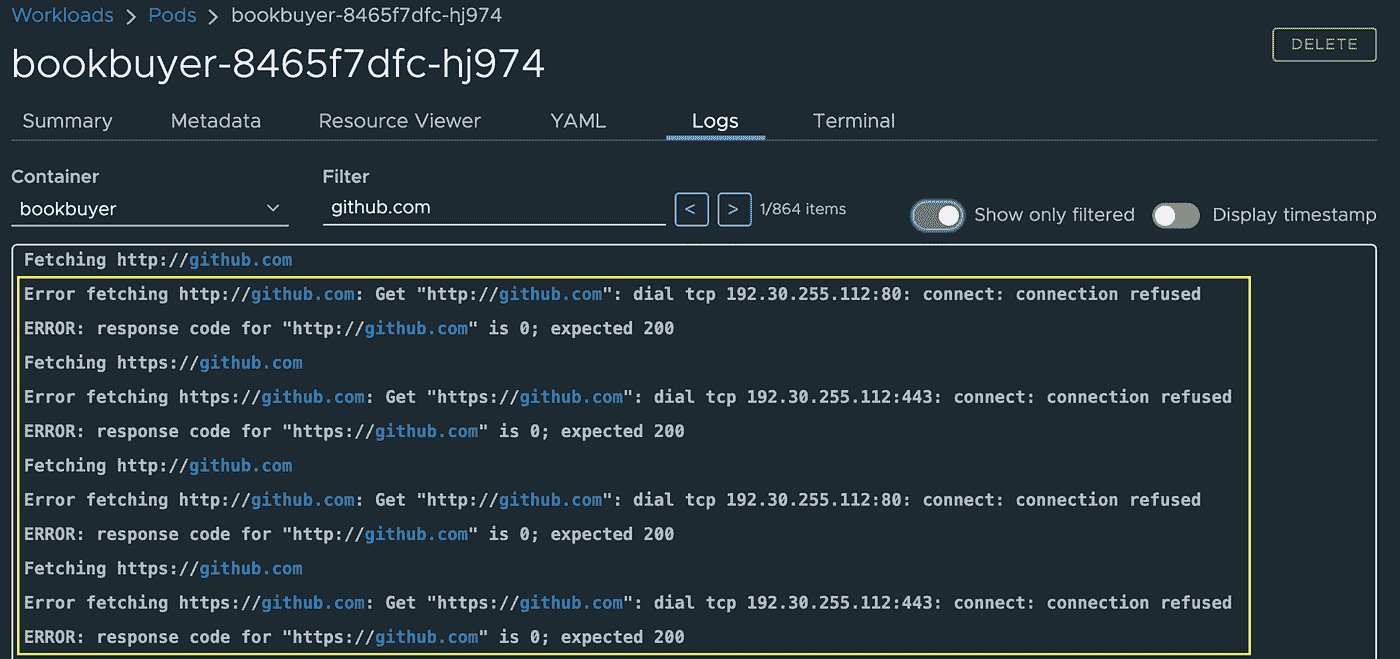 Workloads > Pods > bookbuyer-8465f7dfc-hj974
bookbuyer-8465f7dfc-hj974
DELETE
Summary Metadata Resource Viewer YAML Logs Terminal
Container Filter
bookbuyer github.com < > 1/864 items Show only filtered Display timestamp
Fetching http://github.com
Error fetching http://github.com: Get "http://github.com": dial tcp 192.30.255.112:80: connect: connection refused
ERROR: response code for "http://github.com" is 0; expected 200
Fetching https://github.com
Error fetching https://github.com: Get "https://github.com": dial tcp 192.30.255.112:443: connect: connection refused
ERROR: response code for "https://github.com" is 0; expected 200
Fetching http://github.com
Error fetching http://github.com: Get "http://github.com": dial tcp 192.30.255.112:80: connect: connection refused
ERROR: response code for "http://github.com" is 0; expected 200
Fetching https://github.com
Error fetching https://github.com: Get "https://github.com": dial tcp 192.30.255.112:443: connect: connection refused
ERROR: response code for "https://github.com" is 0; expected 200